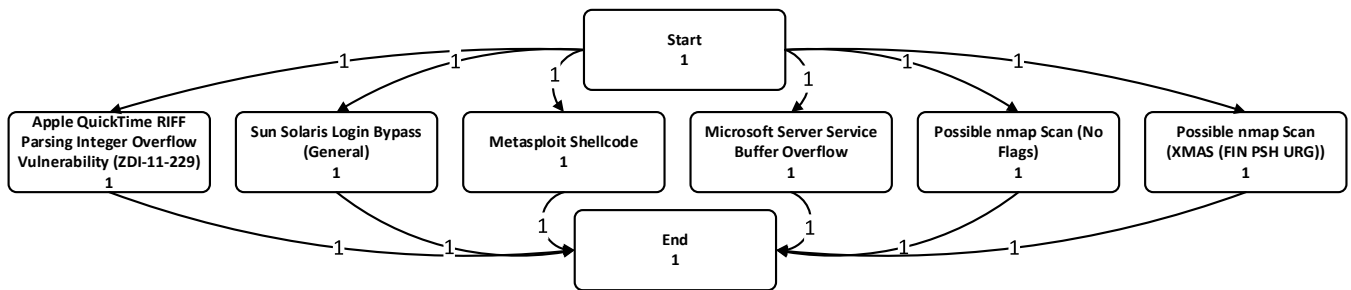 Start
1
1
1
1
1
1
1
Apple QuickTime RIFF
Parsing Integer Overflow
Vulnerability (ZDI-11-229)
1
Sun Solaris Login Bypass
(General)
1
Metasploit Shellcode
1
Microsoft Server Service
Buffer Overflow
1
Possible nmap Scan (No
Flags)
1
Possible nmap Scan
(XMAS (FIN PSH URG))
1
1
1
1
1
1
1
End
1